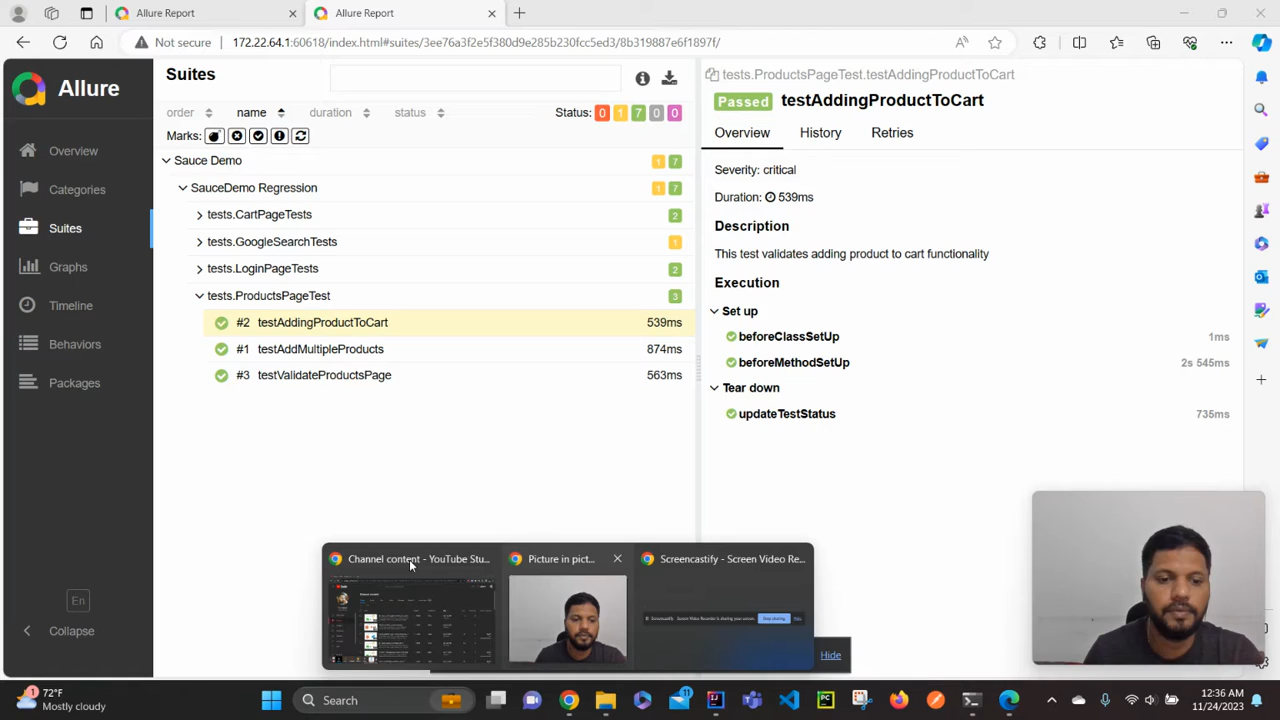 Allure Report
Allure Report
Not secure
172.22.64.1:60618/index.html#suites/3ee76a3f2e5f380d9e285b230fcc5ed3/8b319887e6f1897f/
Allure
Overview
Categories
Suites
Graphs
Timeline
Behaviors
Packages
En
Collapse
Suites
order name duration status Status: 0 1 7 0 0
Marks:
Sauce Demo 1 7
SauceDemo Regression 1 7
tests.CartPageTests 2
tests.GoogleSearchTests 1
tests.LoginPageTests 2
tests.ProductsPageTest 3
#2 testAddingProductToCart 539ms
#1 testAddMultipleProducts 874ms
#3 testValidateProductsPage 563ms
tests.ProductsPageTest.testAddingProductToCart
Passed testAddingProductToCart
Overview History Retries
Severity: critical
Duration: 539ms
Description
This test validates adding product to cart functionality
Execution
Set up
beforeClassSetUp 1ms
beforeMethodSetUp 2s 545ms
Tear down
updateTestStatus 735ms
Channel content - YouTube Stu...
Picture in pict...
Screencastify - Screen Video Re...
Hide
1
72°F
Mostly cloudy
Search
11
PC
12:36 AM
11/24/2023